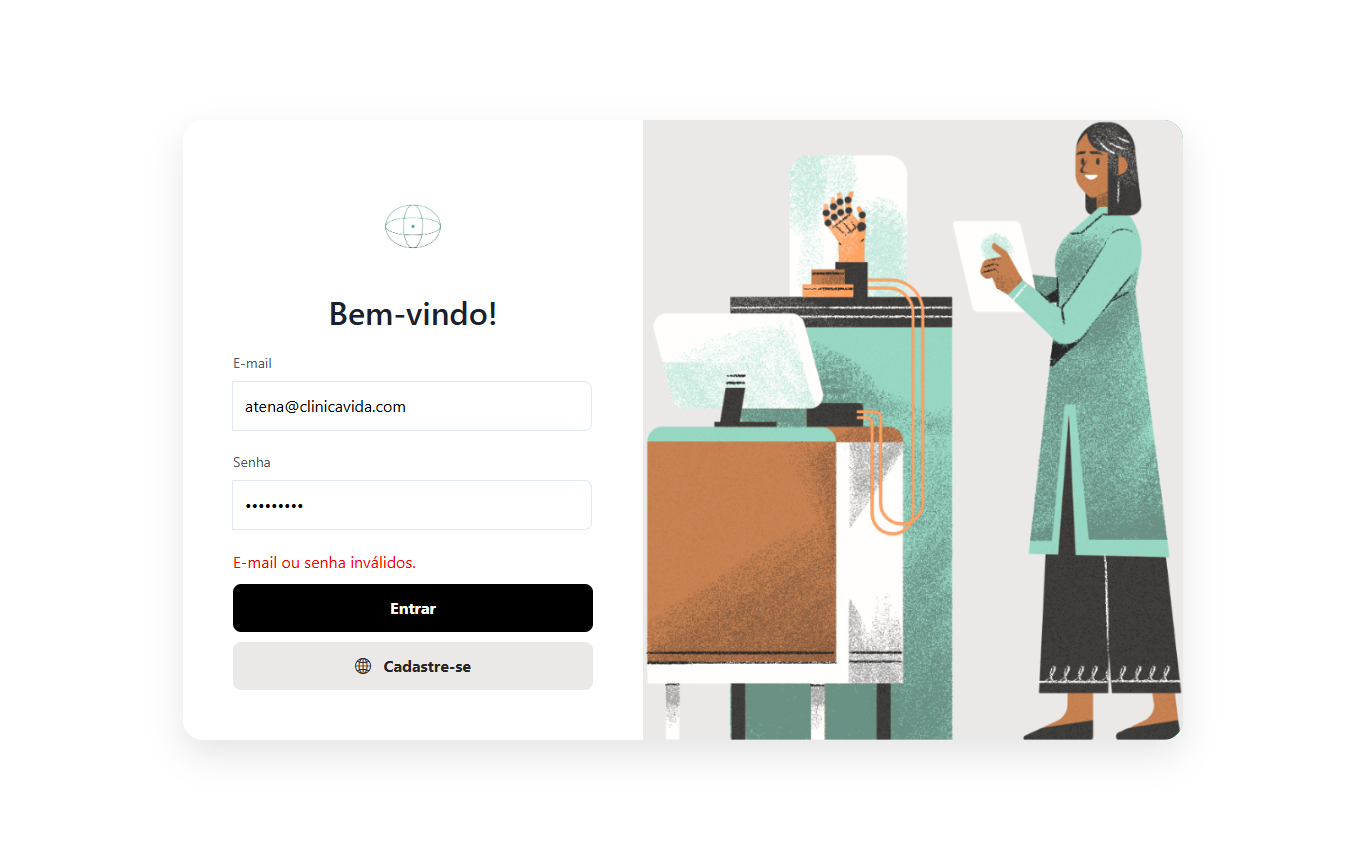 Bem-vindo!
E-mail
atena@clinicavida.com
Senha
•••••••••
E-mail ou senha inválidos.
Entrar
Cadastre-se